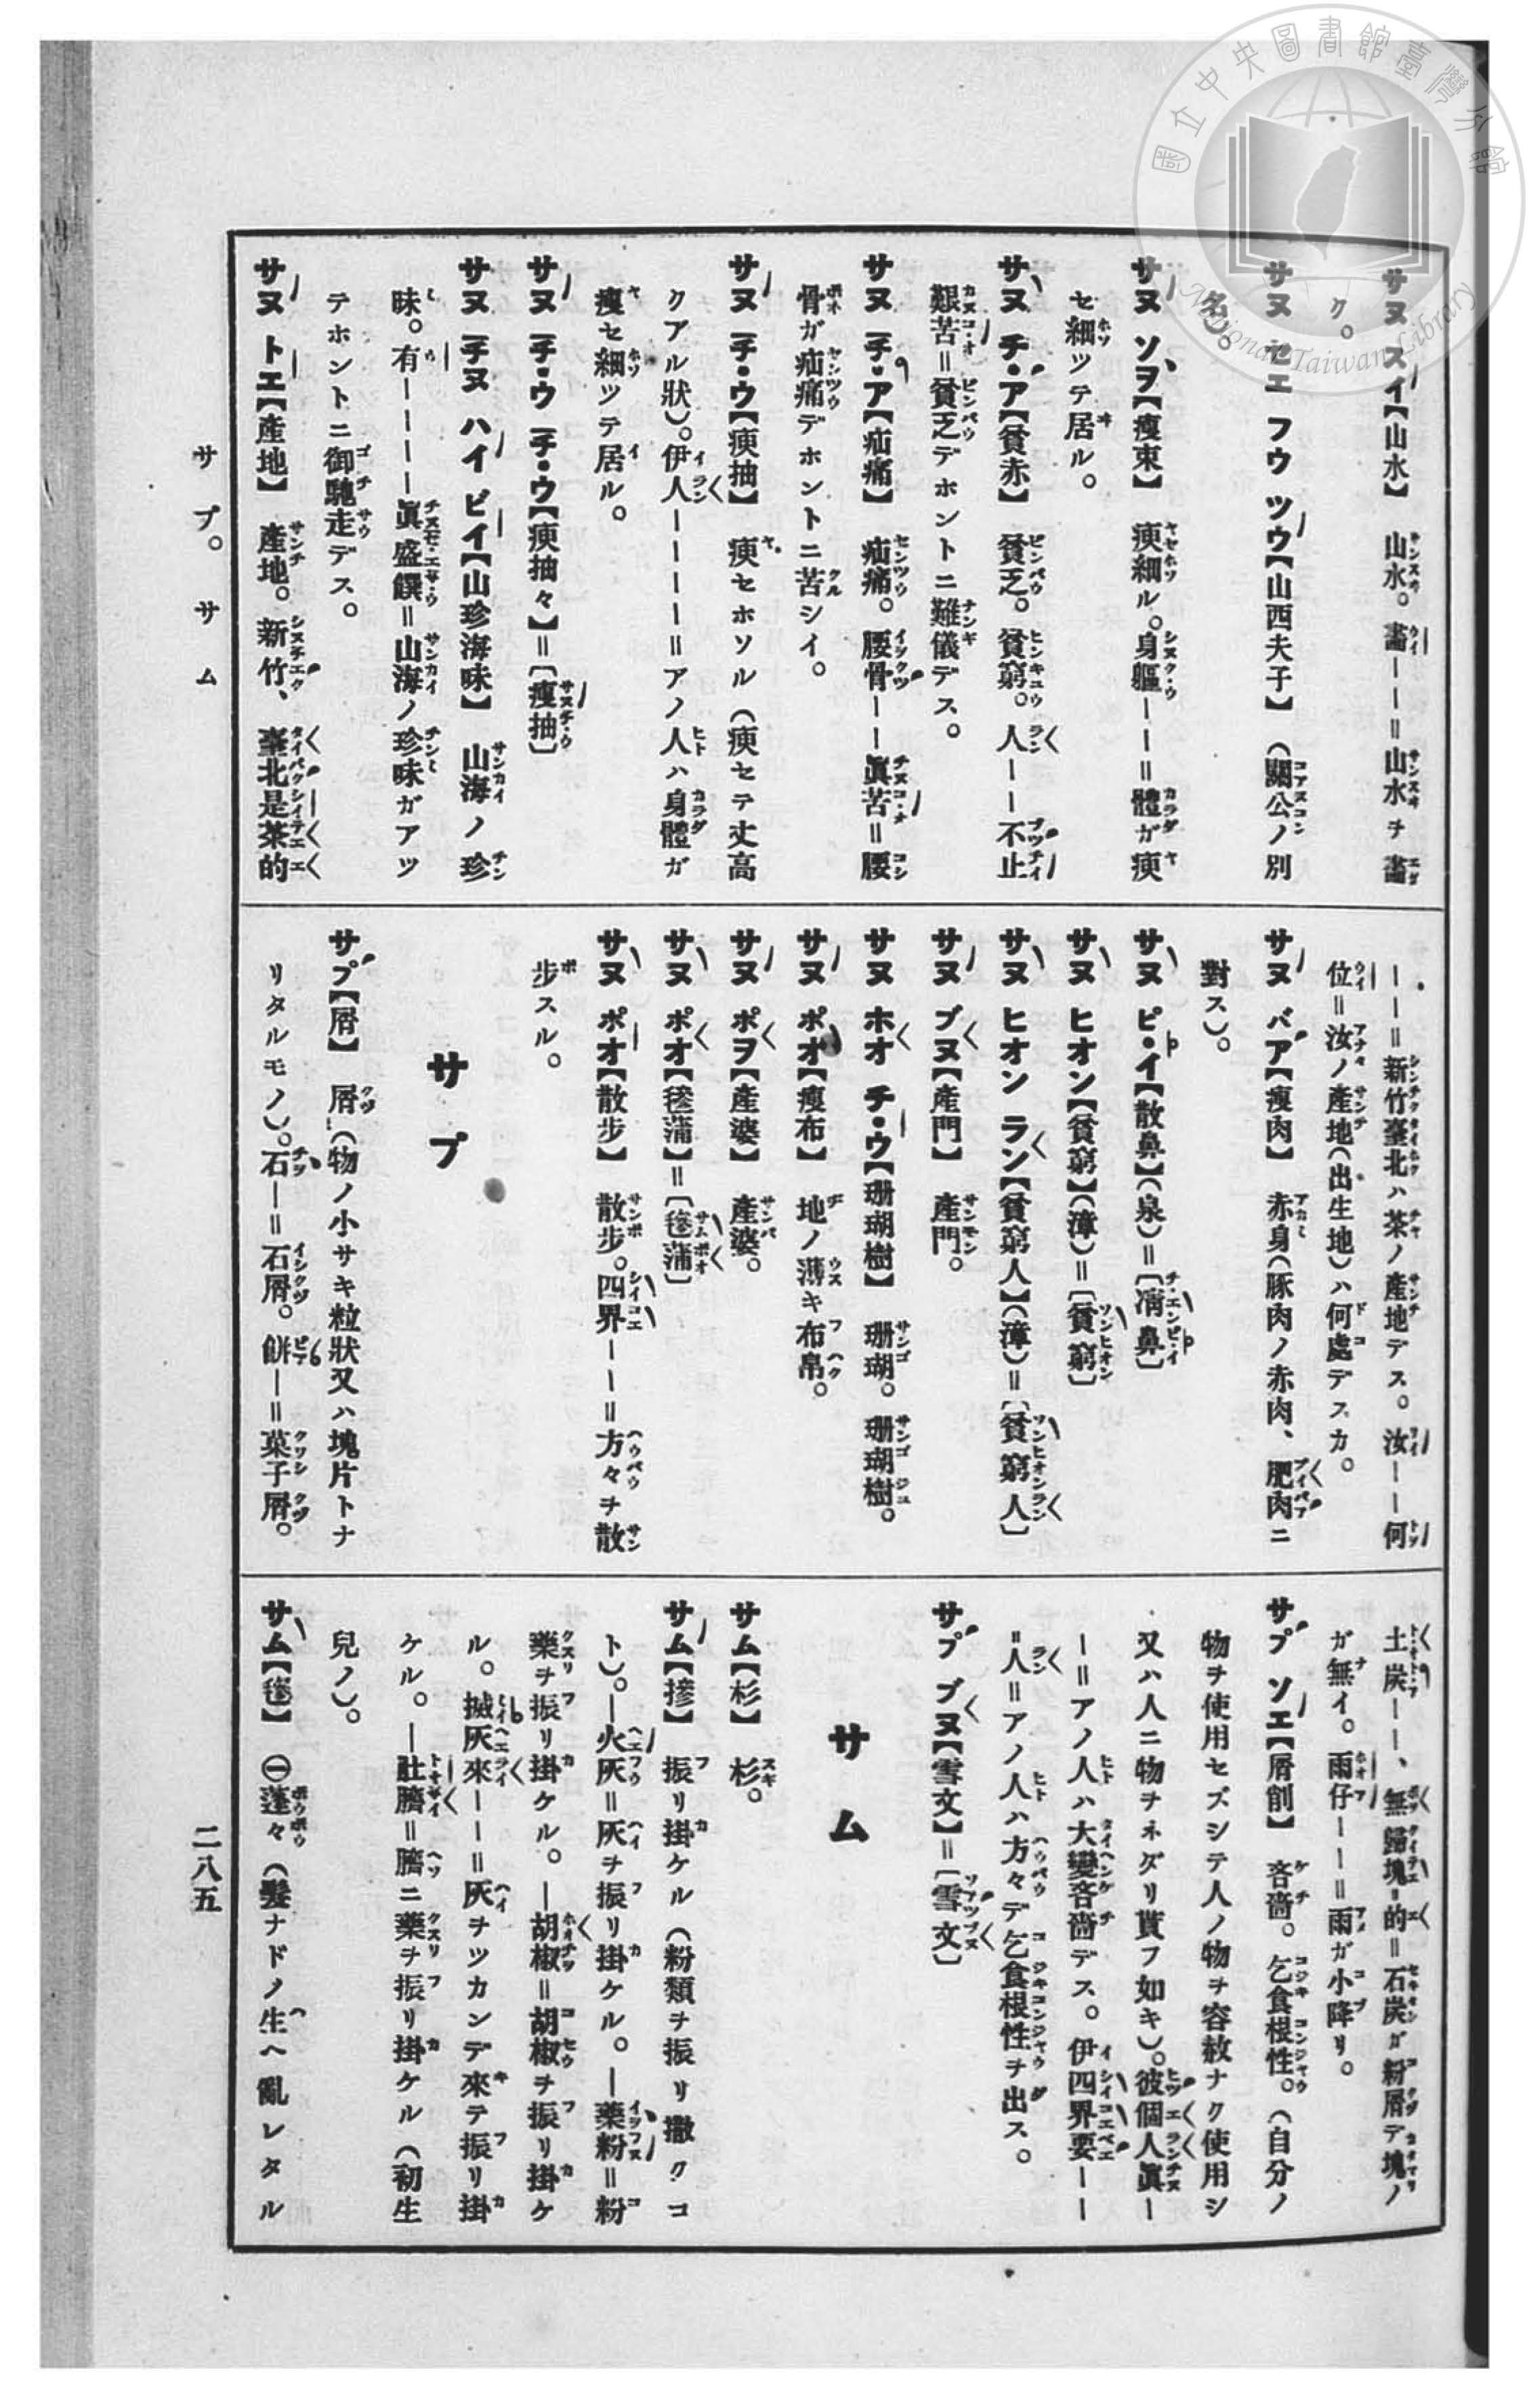 國立中央圖書館臺灣分館
National Taiwan Library
サヌ スイ【山水】 山水。畵ーー＝山水ヲ畵
ク。
サヌ セエ フウ ツウ【山西夫子】（關公ノ別
名）。
サヌ ソヲ【瘦束】 瘐細ル。身軀ーー＝體ガ瘐
セ細ツテ居ル。
サヌ チ・ア【貧赤】 貧乏。貧窮。人ーー不止
艱苦＝貧乏デホントニ難儀デス。
サヌ チ・ア【疝痛】 疝痛。腰骨ーー眞苦＝腰
骨ガ疝痛デホントニ苦シイ。
サヌ チ・ウ【瘐抽】 瘐セホソル（瘐セテ丈高
クアル狀）。伊人ーーーー＝アノ人ハ身體ガ
瘦セ細ツテ居ル。
サヌ チ・ウ チ・ウ【瘐抽々】＝〔瘦抽〕
サヌ チヌ ハイ ビイ【山珍海味】 山海ノ珍
味。有ーーーー眞盛饌＝山海ノ珍味ガアツ
テホントニ御馳走デス。
サヌ トエ【產地】 產地。新竹、臺北是茶的
ーー＝新竹臺北ハ茶ノ產地デス。汝ーー何
位＝汝ノ產地（出生地）ハ何處デスカ。
サヌ バア【瘦肉】 赤身（豚肉ノ赤肉、肥肉ニ
對ス）。
サヌ ピ・イ【散鼻】（泉）＝〔凊鼻〕
サヌ ヒオン【貧窮】（漳）＝〔貧窮〕
サヌ ヒオン ラン【貧窮人】（漳）＝〔貧窮人〕
サヌ ブヌ【產門】 產門。
サヌ ホオ チ・ウ【珊瑚樹】 珊瑚。珊瑚樹。
サヌ ポオ【瘦布】 地ノ薄キ布帛。
サヌ ポヲ【產婆】 產婆。
サヌ ポオ【毿蒲】＝〔毿蒲〕
サヌ ポオ【散步】 散步。四界ーーー＝方々ヲ散
步スル。
サプ
サプ【屑】 屑（物ノ小サキ粒狀又ハ塊片トナ
リタルモノ）。石ー＝石屑。餅ー＝菓子屑。
土炭ーー、無歸塊的＝石炭ガ粉屑デ塊ノ
ガ無イ。雨仔ーーー＝雨ガ小降リ。
サプ ソエ【屑創】 吝嗇。乞食根性。（自分ノ
物ヲ使用セズシテ人ノ物ヲ容赦ナク使用シ
又ハ人ニ物ヲネダリ貰フ如キ）。彼個人眞ー
ー＝アノ人ハ大變吝嗇デス。伊四界要ーー
＝人＝アノ人ハ方々デ乞食根性ヲ出ス。
サプ ブヌ【雪文】＝〔雪文〕
サム
サム【杉】 杉。
サム【摻】 振リ掛ケル（粉類ヲ振リ撒クコ
ト）。ー火灰＝灰ヲ振リ掛ケル。ー藥粉＝粉
藥ヲ振リ掛ケル。ー胡椒＝胡椒ヲ振リ掛ケ
ル。搣灰來ーー＝灰ヲツカンデ來テ振リ掛
ケル。ー肚臍＝臍ニ藥ヲ振リ掛ケル（初生
兒ノ）。
サム【毿】 ㊀蓬々（髮ナドノ生ヘ亂レタル
サプ。サム
二八五